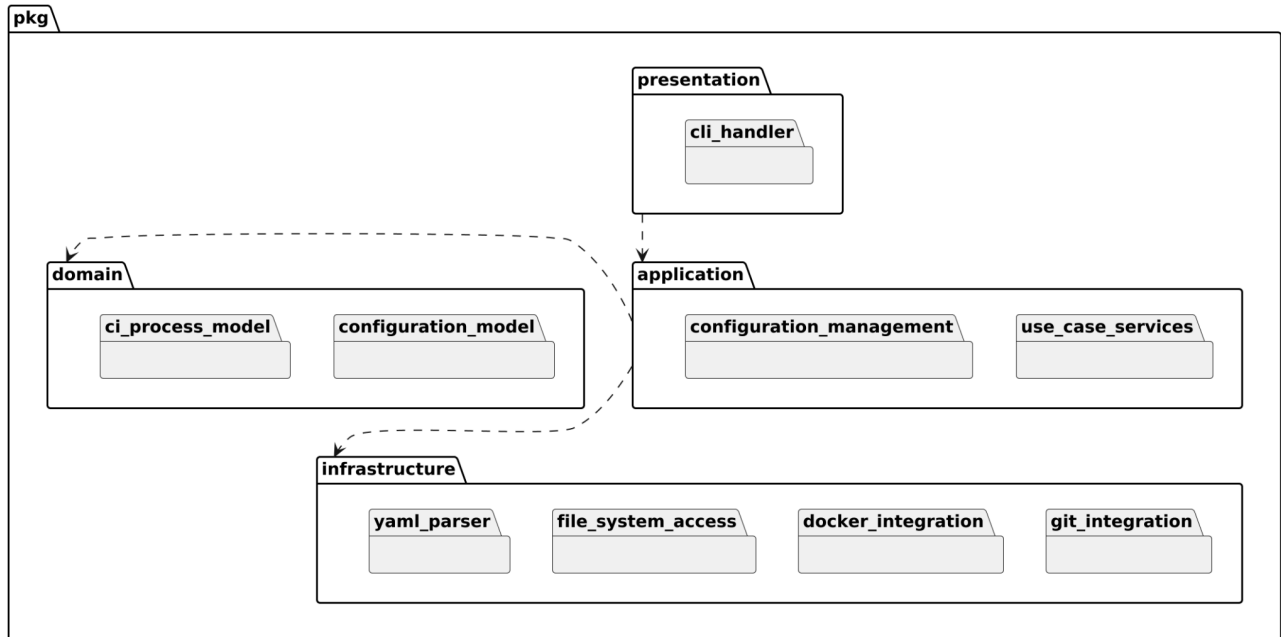 pkg
presentation
cli_handler
domain
application
ci_process_model
configuration_model
configuration_management
use_case_services
infrastructure
yaml_parser
file_system_access
docker_integration
git_integration